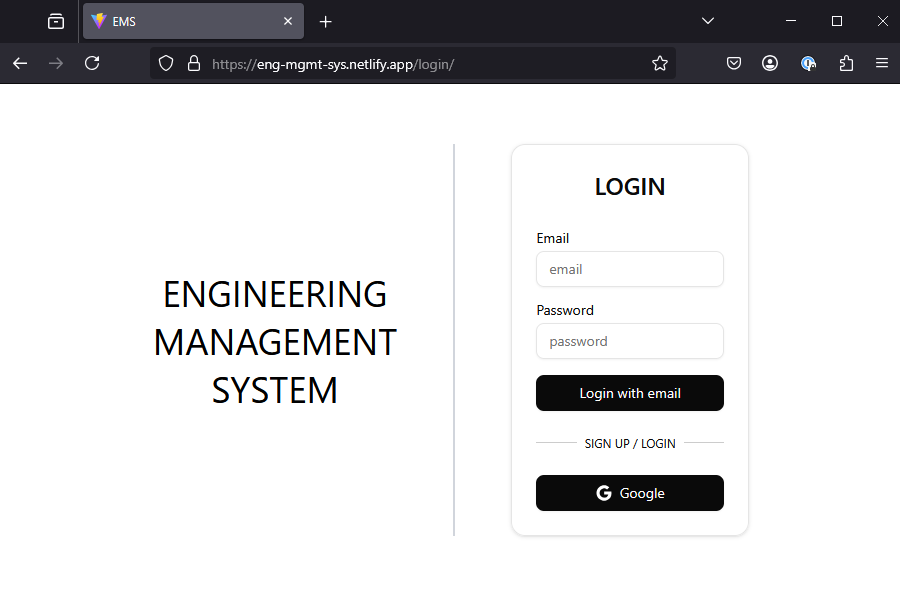 EMS
https://eng-mgmt-sys.netlify.app/login/
ENGINEERING
MANAGEMENT
SYSTEM
LOGIN
Email
email
Password
password
Login with email
SIGN UP / LOGIN
Google